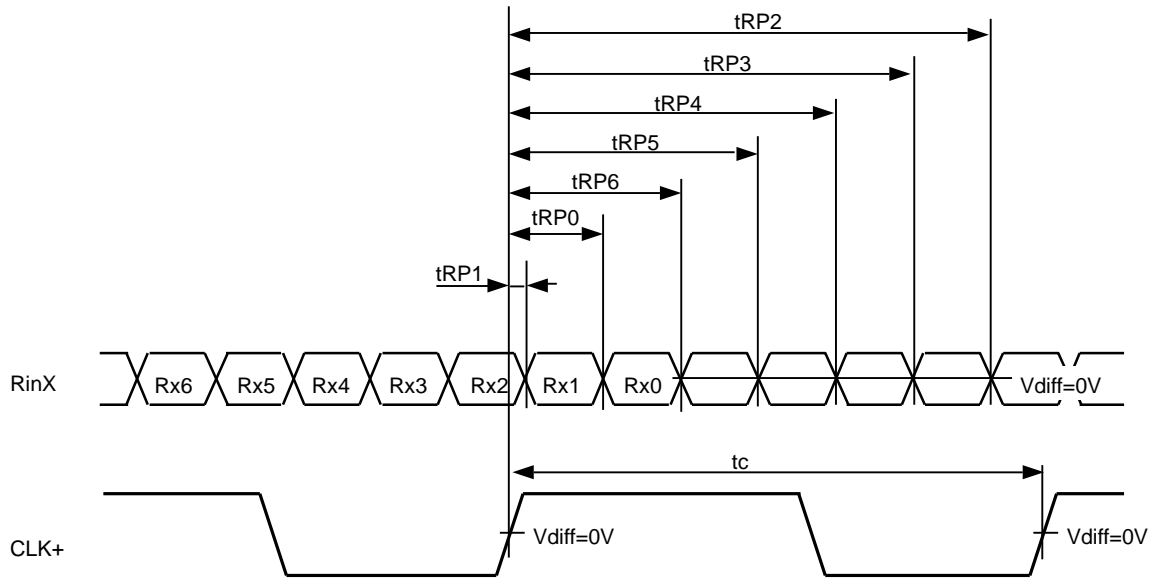 tRP2
tRP3
tRP4
tRP5
tRP6
tRP0
tRP1
RinX Rx6 Rx5 Rx4 Rx3 Rx2 Rx1 Rx0 Vdiff=0V
tc
CLK+ Vdiff=0V Vdiff=0V